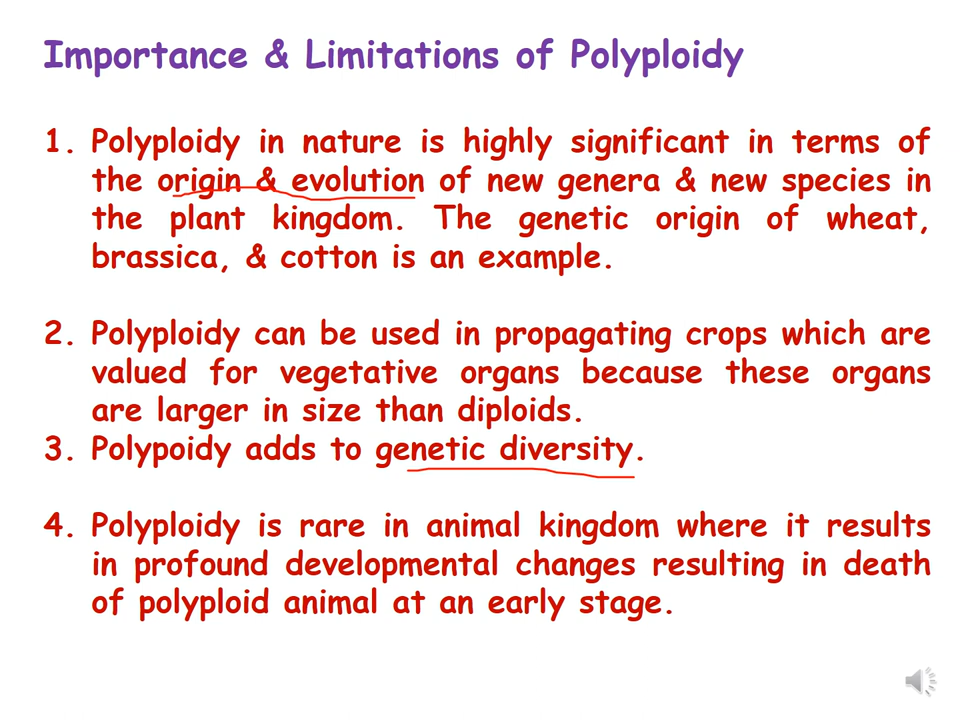 Importance & Limitations of Polyploidy
1. Polyploidy in nature is highly significant in terms of
the origin & evolution of new genera & new species in
the plant kingdom. The genetic origin of wheat,
brassica, & cotton is an example.
2. Polyploidy can be used in propagating crops which are
valued for vegetative organs because these organs
are larger in size than diploids.
3. Polypoidy adds to genetic diversity.
4. Polyploidy is rare in animal kingdom where it results
in profound developmental changes resulting in death
of polyploid animal at an early stage.